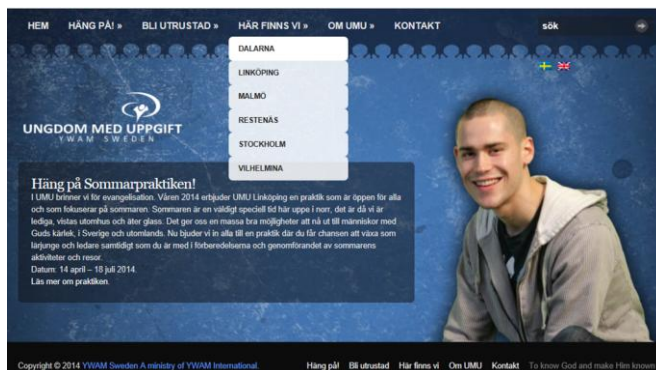 HEM HÄNG PÅ! » BLI UTRUSTAD » HÄR FINNS VI » OM UMU » KONTAKT sök
DALARNA
LINKÖPING
MALMÖ
RESTENÄS
STOCKHOLM
VILHELMINA
UNGDOM MED UPPGIFT
YWAM SWEDEN
Häng på Sommarpraktiken!
I UMU brinner vi för evangelisation. Våren 2014 erbjuder UMU Linköping en praktik som är öppen för alla
och som fokuserar på sommaren. Sommaren är en väldigt speciell tid här uppe i norr, det är då vi är
lediga, vistas utomhus och äter glass. Det ger oss en massa bra möjligheter att nå ut till människor med
Guds kärlek, i Sverige och utomlands. Nu bjuder vi in alla till en praktik där du får chansen att växa som
lärjunge och ledare samtidigt som du är med i förberedelserna och genomförandet av sommarens
aktiviteter och resor.
Datum: 14 april – 18 juli 2014.
Läs mer om praktiken.
Copyright © 2014 YWAM Sweden A ministry of YWAM International. Häng på! Bli utrustad Här finns vi Om UMU Kontakt To know God and make Him known